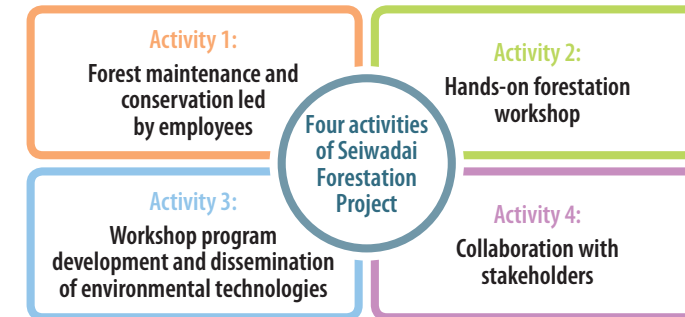 Activity 1:
Forest maintenance and
conservation led
by employees
Activity 2:
Hands-on forestation
workshop
Four activities
of Seiwadai
Forestation
Project
Activity 3:
Workshop program
development and dissemination
of environmental technologies
Activity 4:
Collaboration with
stakeholders